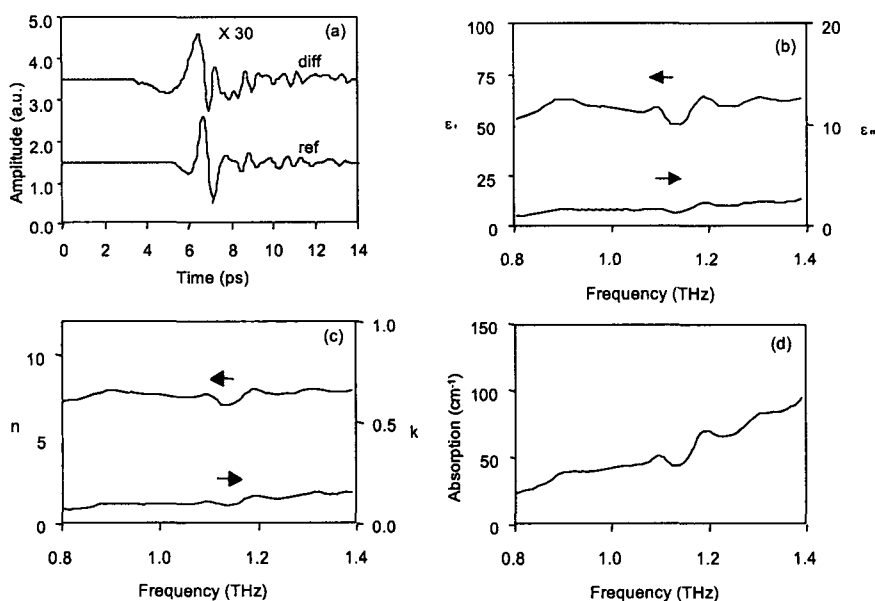 (a)
X 30
diff
ref
Amplitude (a.u.)
5.0
4.0
3.0
2.0
1.0
0.0
0 2 4 6 8 10 12 14
Time (ps)
(b)
100
75
50
25
0
20
10
0
0.8 1.0 1.2 1.4
Frequency (THz)
(c)
n
10
5
0
k
1.0
0.5
0.0
0.8 1.0 1.2 1.4
Frequency (THz)
(d)
Absorption (cm⁻¹)
150
100
50
0
0.8 1.0 1.2 1.4
Frequency (THz)